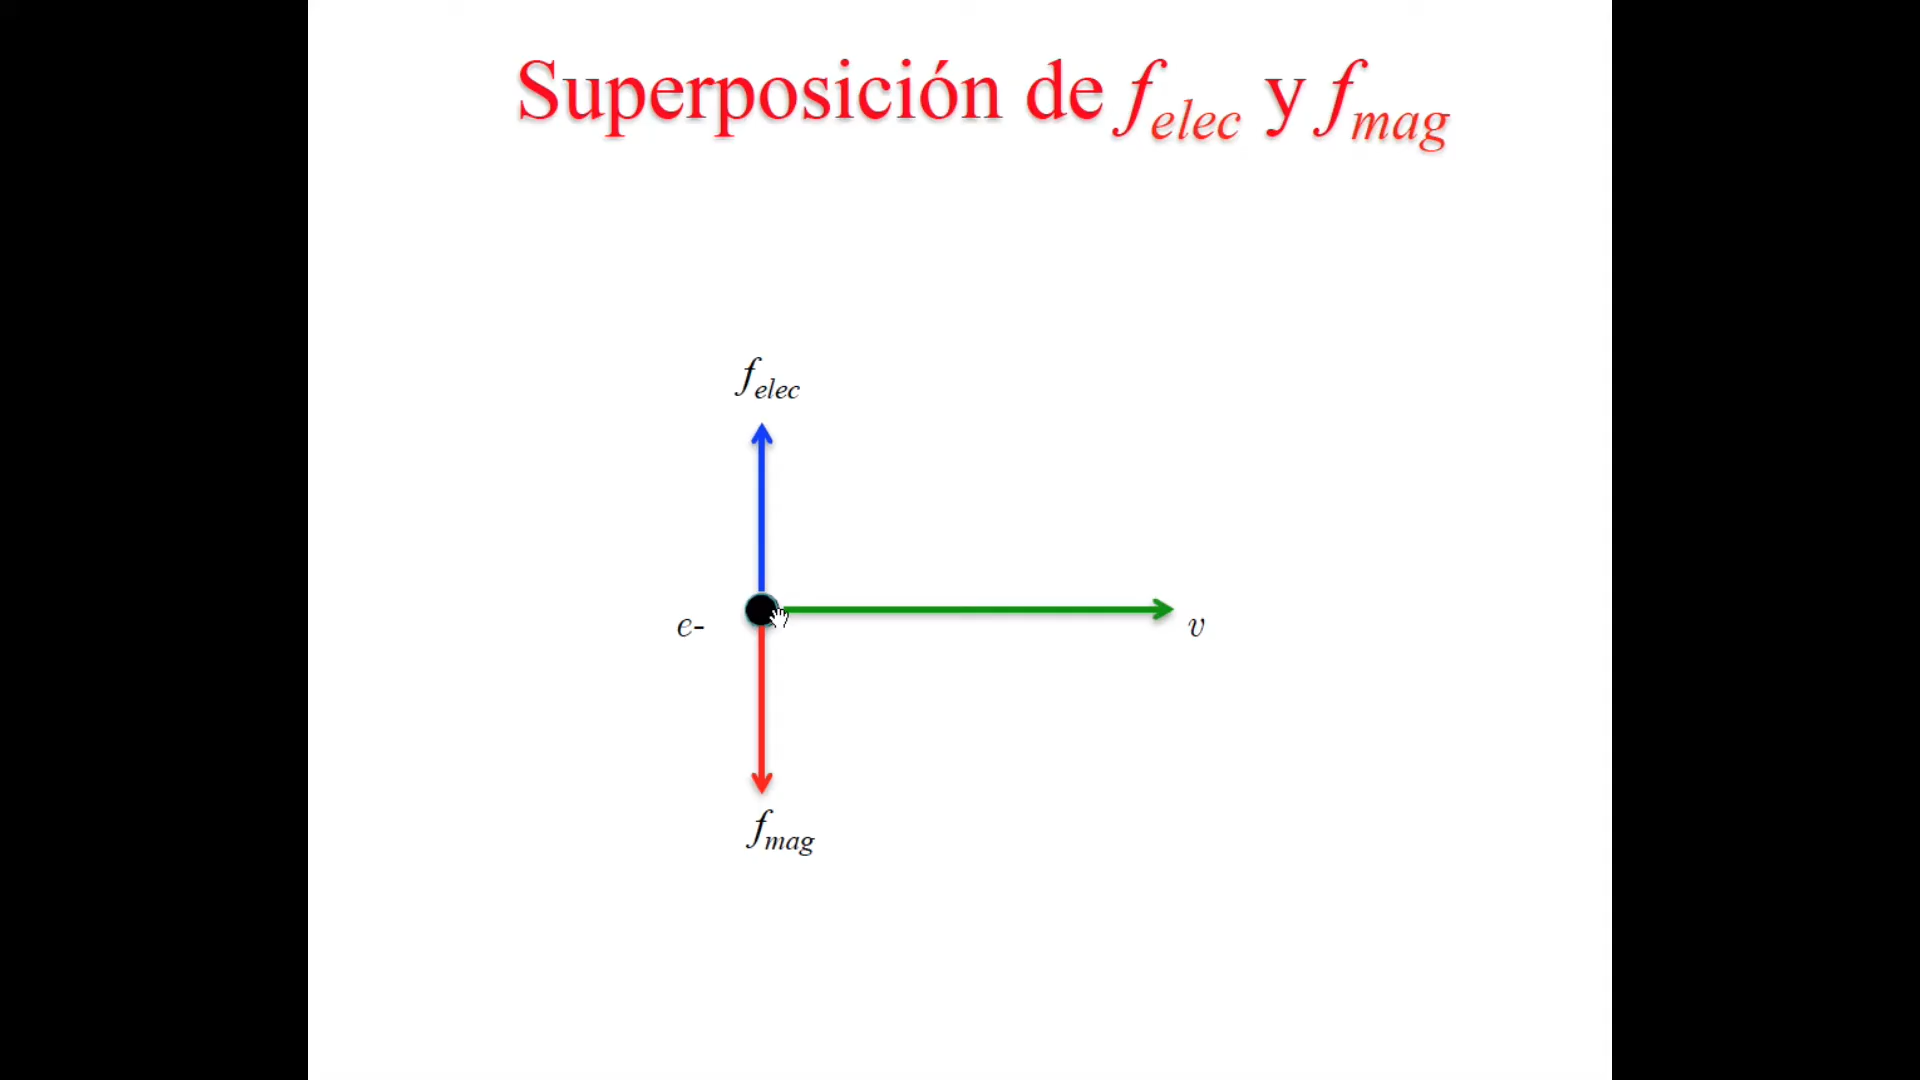 Superposición de f_elec y f_mag
f_elec
e-
v
f_mag